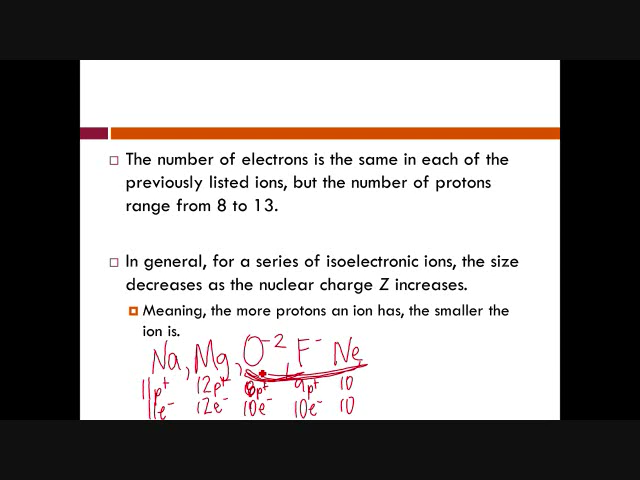 The number of electrons is the same in each of the
previously listed ions, but the number of protons
range from 8 to 13.
In general, for a series of isoelectronic ions, the size
decreases as the nuclear charge Z increases.
Meaning, the more protons an ion has, the smaller the
ion is.
Na, Mg, O⁻², F⁻ Ne
11p⁺ 12p⁺ 8p⁺ 9p⁺ 10
11e⁻ 12e⁻ 10e⁻ 10e⁻ 10